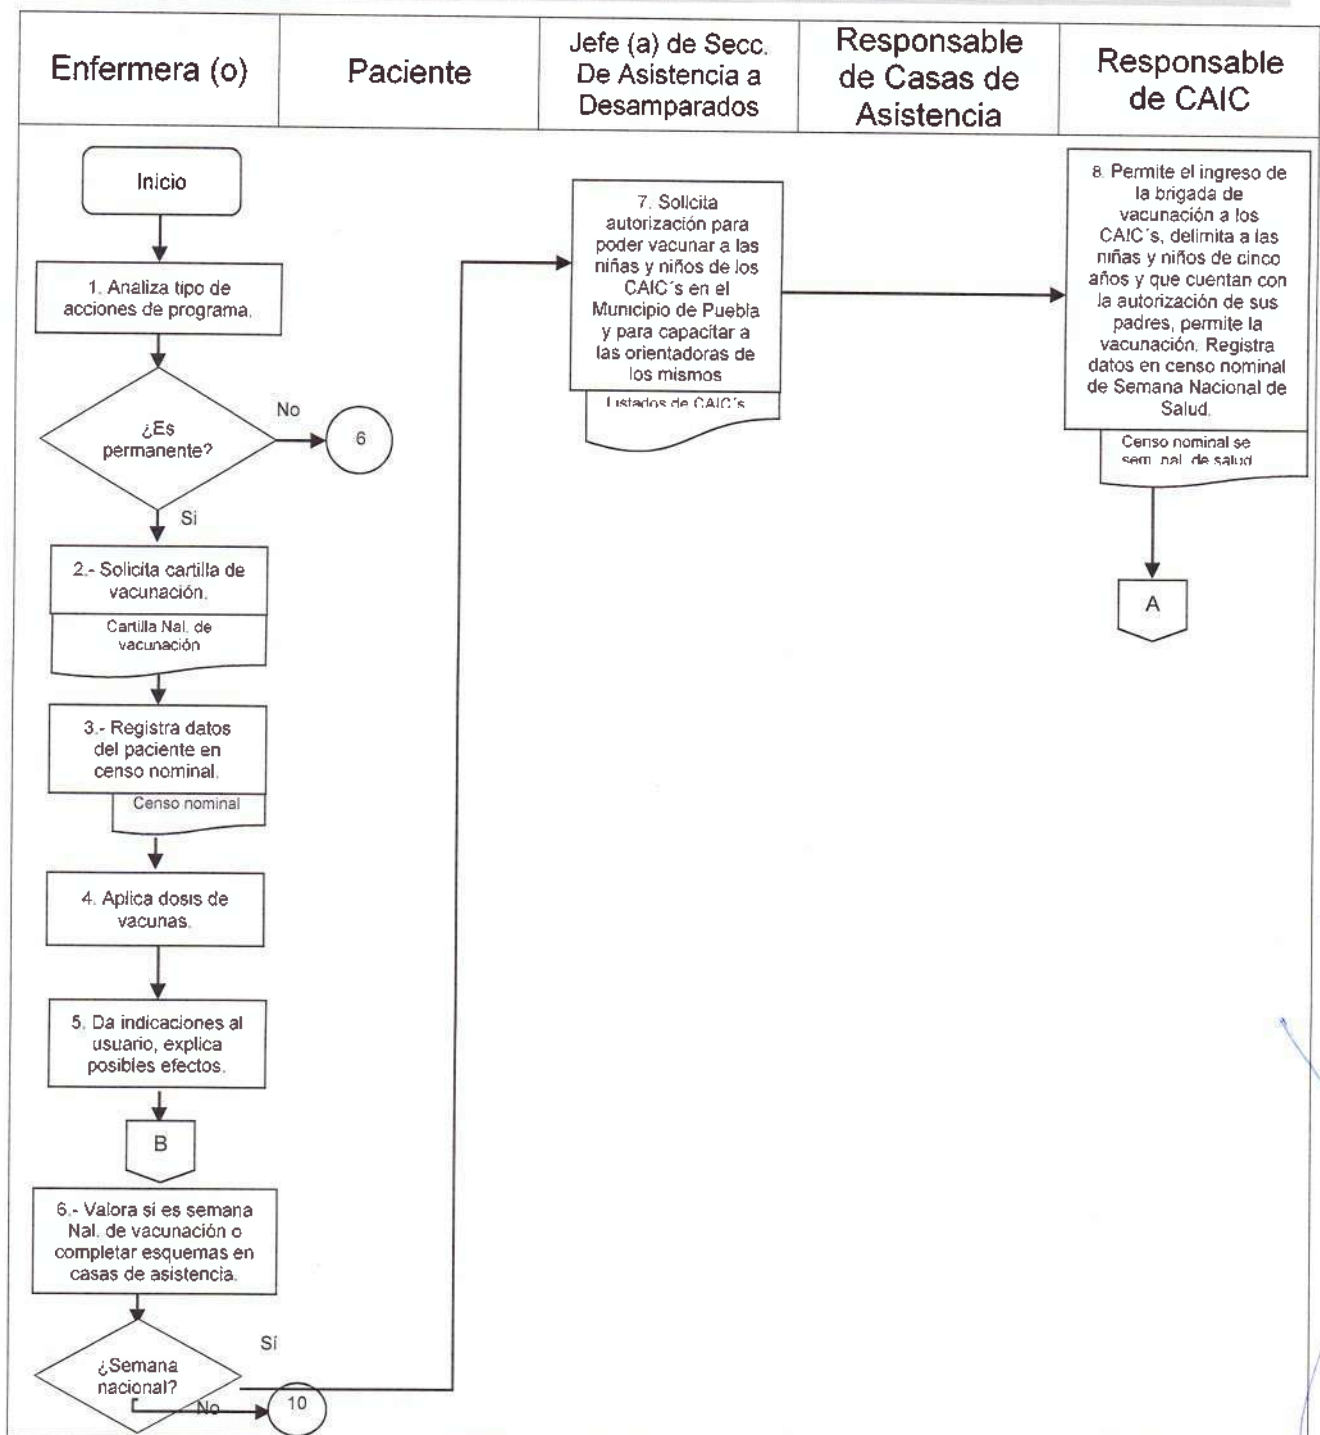 Enfermera (o)
Paciente
Jefe (a) de Secc.
De Asistencia a
Desamparados
Responsable
de Casas de
Asistencia
Responsable
de CAIC
Inicio
1. Analiza tipo de
acciones de programa.
¿Es
permanente?
No
6
Si
2.- Solicita cartilla de
vacunación.
Cartilla Nal. de
vacunación
3.- Registra datos
del paciente en
censo nominal.
Censo nominal
4. Aplica dosis de
vacunas.
5. Da indicaciones al
usuario, explica
posibles efectos.
B
6.- Valora si es semana
Nal. de vacunación o
completar esquemas en
casas de asistencia.
¿Semana
nacional?
Sí
No
10
7. Solicita
autorización para
poder vacunar a las
niñas y niños de los
CAIC´s en el
Municipio de Puebla
y para capacitar a
las orientadoras de
los mismos
Listados de CAIC´s
8. Permite el ingreso de
la brigada de
vacunación a los
CAIC´s, delimita a las
niñas y niños de cinco
años y que cuentan con
la autorización de sus
padres, permite la
vacunación. Registra
datos en censo nominal
de Semana Nacional de
Salud.
Censo nominal se
sem. nal. de salud
A